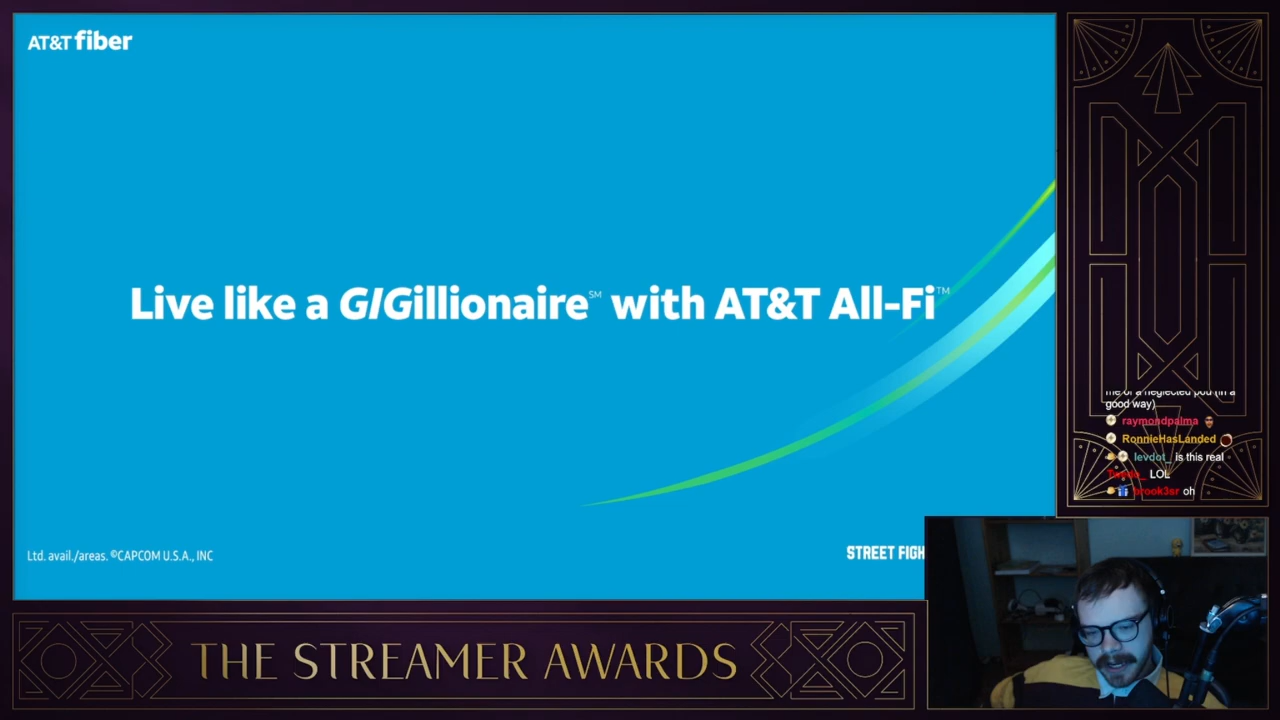 AT&T fiber
Live like a GIGillionaire℠ with AT&T All-Fi™
Ltd. avail./areas. ©CAPCOM U.S.A., INC
STREET FIGH
good way)
raymondpalma
RonnieHasLanded
levdot_ is this real
LOL
brook3sr oh
THE STREAMER AWARDS